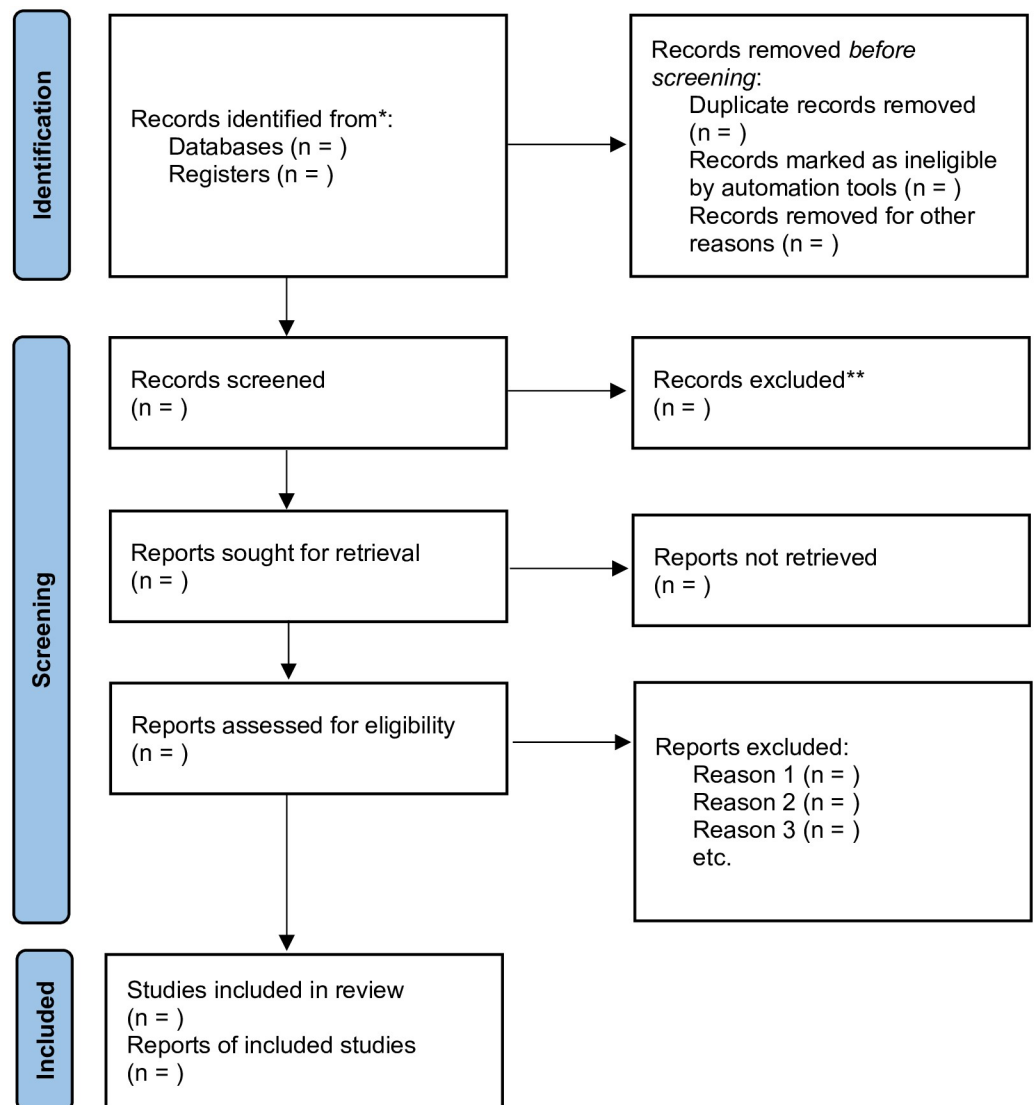 Identification
Records identified from*:
Databases (n = )
Registers (n = )
Records removed before
screening:
Duplicate records removed
(n = )
Records marked as ineligible
by automation tools (n = )
Records removed for other
reasons (n = )
Screening
Records screened
(n = )
Records excluded**
(n = )
Reports sought for retrieval
(n = )
Reports not retrieved
(n = )
Reports assessed for eligibility
(n = )
Reports excluded:
Reason 1 (n = )
Reason 2 (n = )
Reason 3 (n = )
etc.
Included
Studies included in review
(n = )
Reports of included studies
(n = )